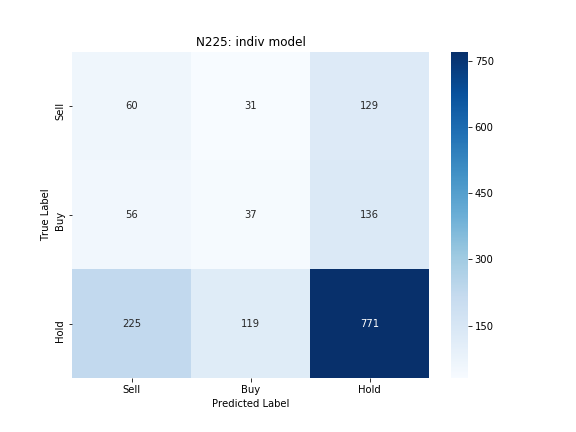 N225: indiv model
Sell 60 31 129
Buy 56 37 136
Hold 225 119 771
Sell Buy Hold
True Label
Predicted Label
750
600
450
300
150